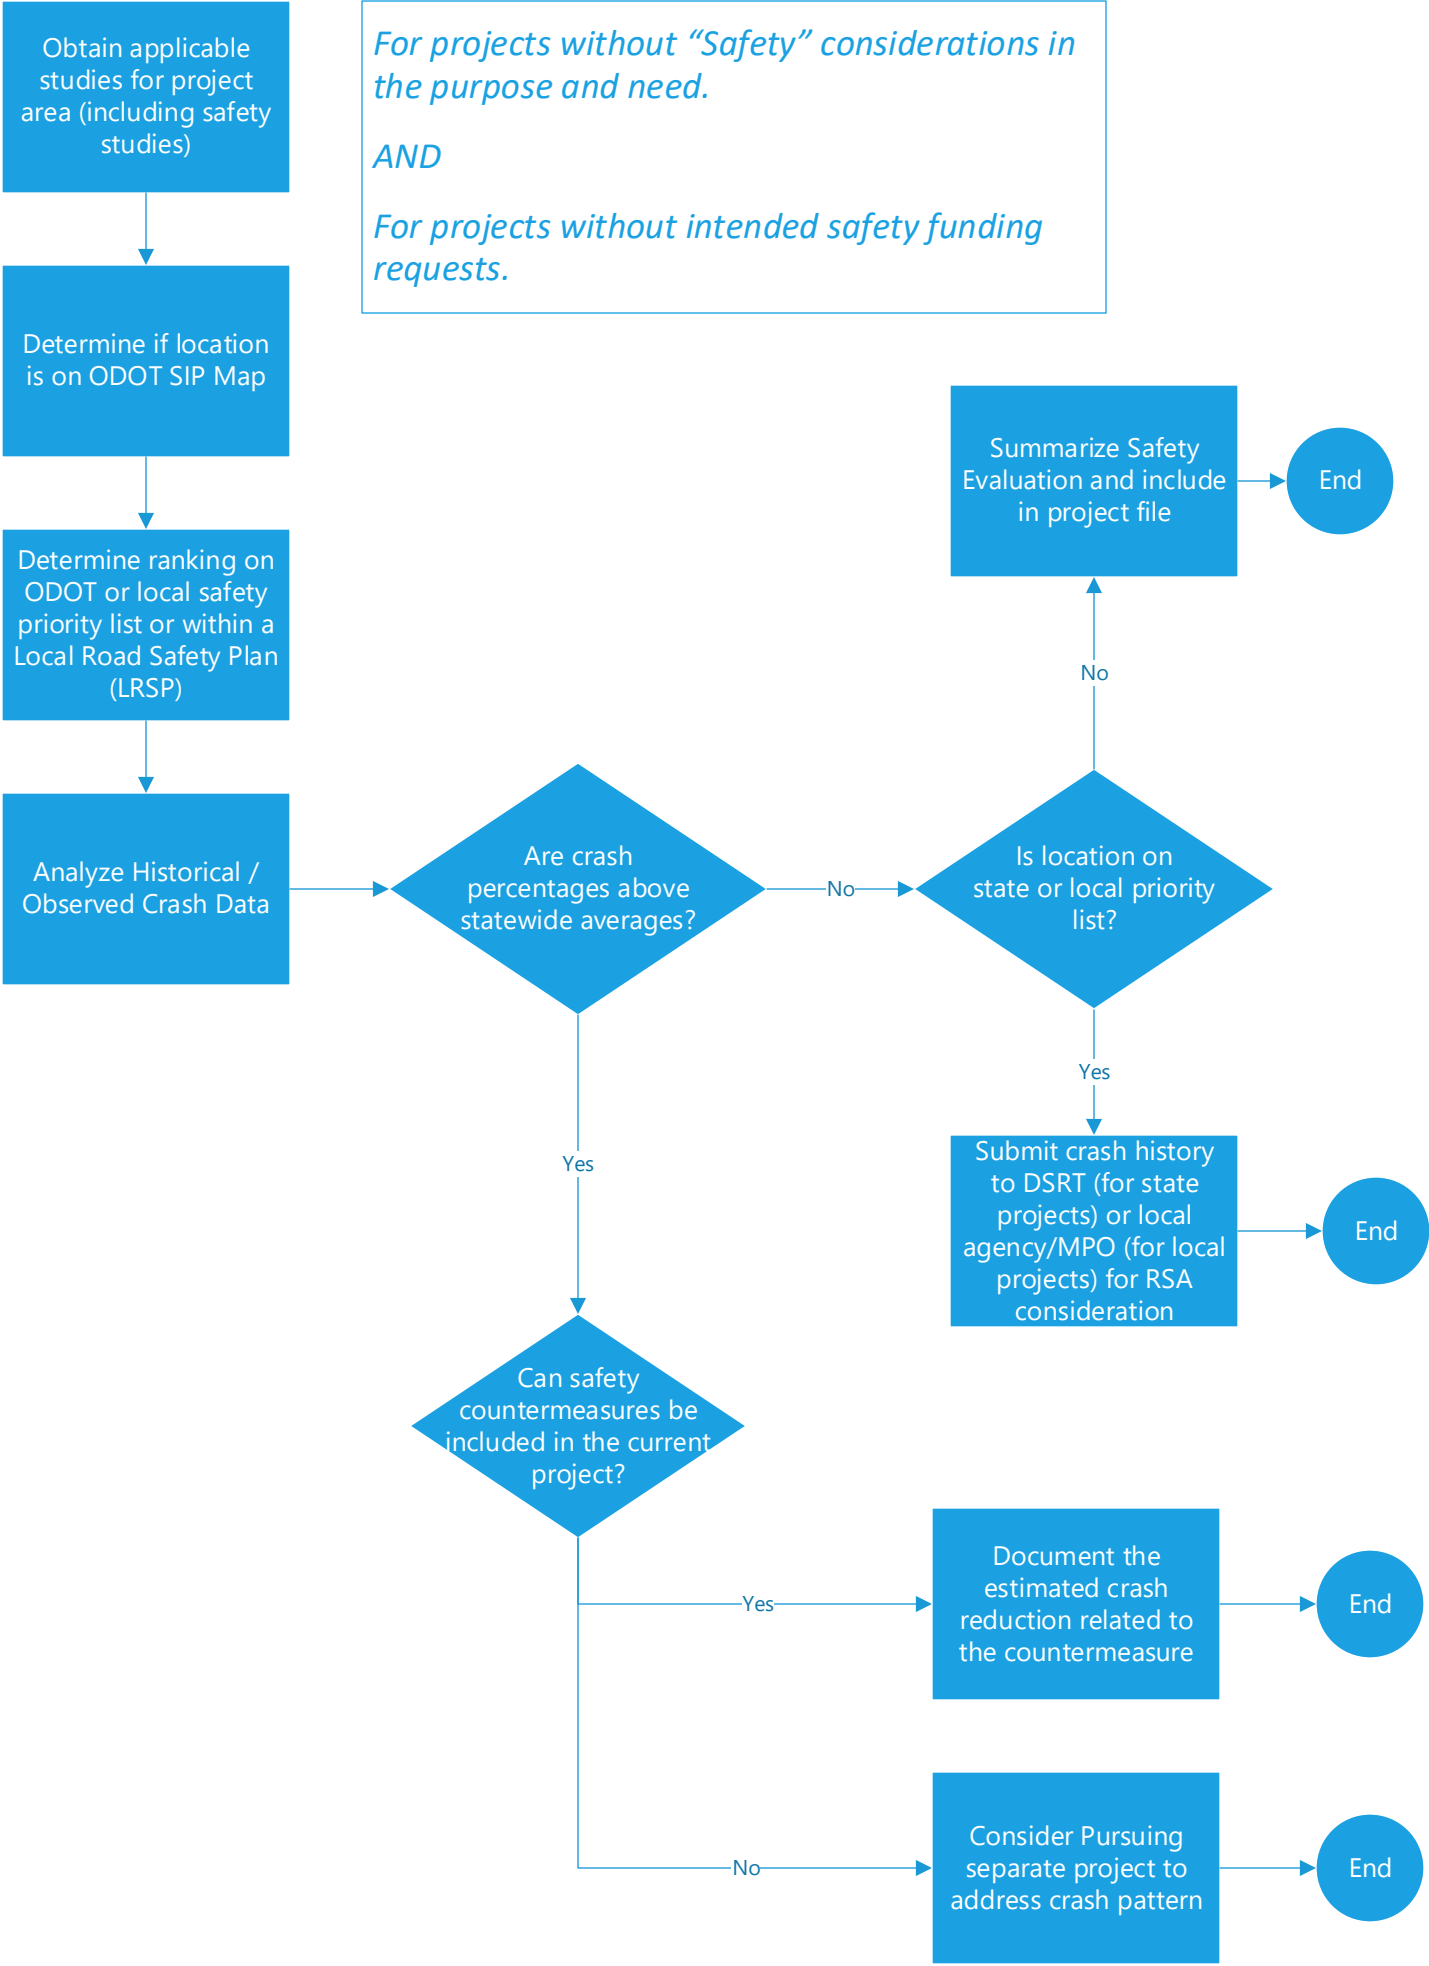 Obtain applicable
studies for project
area (including safety
studies)
For projects without “Safety” considerations in
the purpose and need.
AND
For projects without intended safety funding
requests.
Determine if location
is on ODOT SIP Map
Determine ranking on
ODOT or local safety
priority list or within a
Local Road Safety Plan
(LRSP)
Analyze Historical /
Observed Crash Data
Are crash
percentages above
statewide averages?
No
Is location on
state or local priority
list?
No
Summarize Safety
Evaluation and include
in project file
End
Yes
Submit crash history
to DSRT (for state
projects) or local
agency/MPO (for local
projects) for RSA
consideration
End
Yes
Can safety
countermeasures be
included in the current
project?
Yes
Document the
estimated crash
reduction related to
the countermeasure
End
No
Consider Pursuing
separate project to
address crash pattern
End